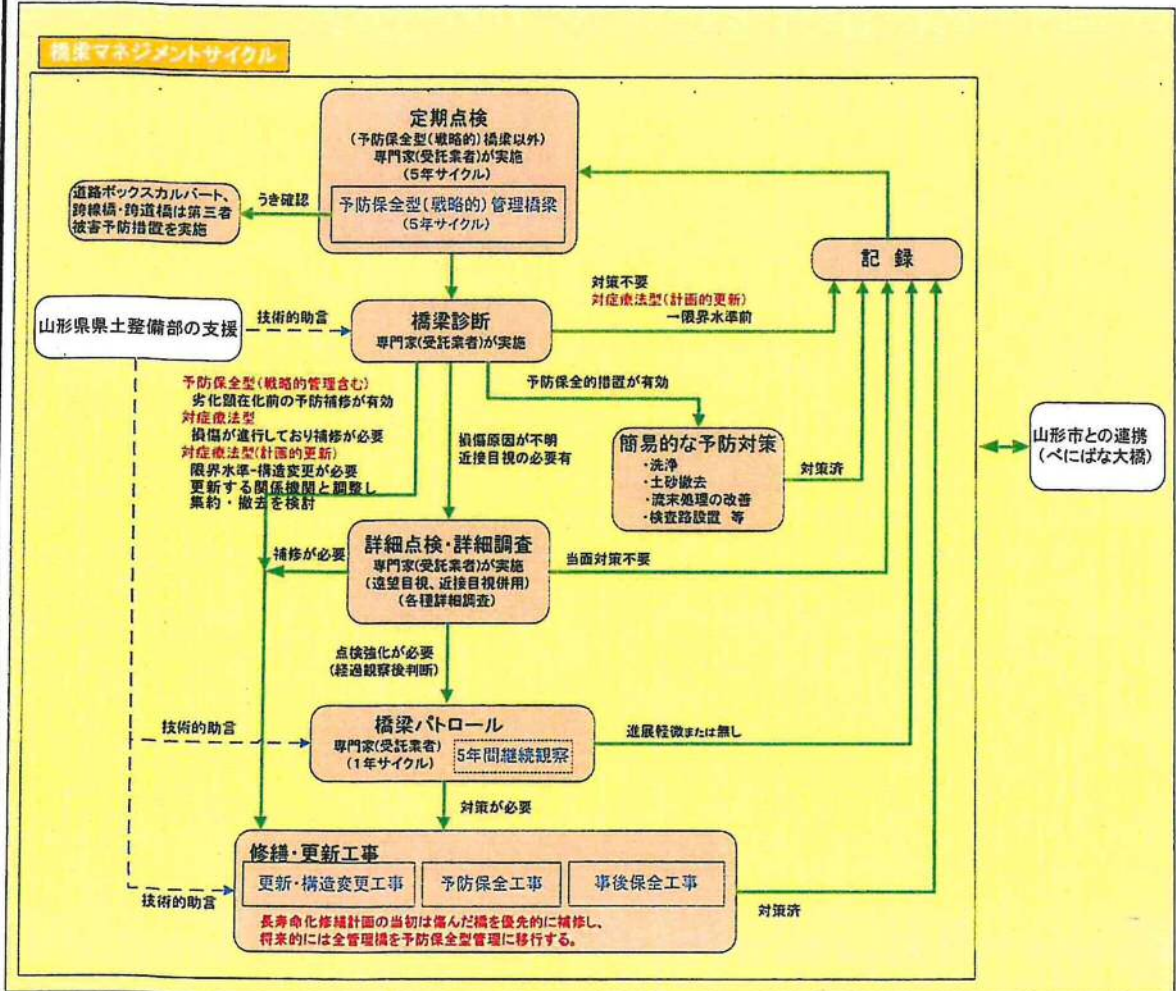 橋梁マネジメントサイクル
定期点検
(予防保全型(戦略的)橋梁以外)
専門家(受託業者)が実施
(5年サイクル)
予防保全型(戦略的)管理橋梁
(5年サイクル)
うき確認
道路ボックスカルバート、
跨線橋・跨道橋は第三者
被害予防措置を実施
記 録
山形県県土整備部の支援
技術的助言
橋梁診断
専門家(受託業者)が実施
対策不要
対症療法型(計画的更新)
ー限界水準前
予防保全型(戦略的管理含む)
劣化顕在化前の予防補修が有効
対症療法型
損傷が進行しており補修が必要
対症療法型(計画的更新)
限界水準-構造変更が必要
更新する関係機関と調整し
集約・撤去を検討
損傷原因が不明
近接目視の必要有
予防保全的措置が有効
簡易的な予防対策
・洗浄
・土砂撤去
・流末処理の改善
・検査路設置 等
対策済
山形市との連携
(べにばな大橋)
補修が必要
詳細点検・詳細調査
専門家(受託業者)が実施
(遠望目視、近接目視併用)
(各種詳細調査)
当面対策不要
点検強化が必要
(経過観察後判断)
技術的助言
橋梁パトロール
専門家(受託業者)
(1年サイクル)
5年間継続観察
進展軽微または無し
対策が必要
修繕・更新工事
更新・構造変更工事
予防保全工事
事後保全工事
長寿命化修繕計画の当初は傷んだ橋を優先的に補修し、
将来的には全管理橋を予防保全型管理に移行する。
技術的助言
対策済